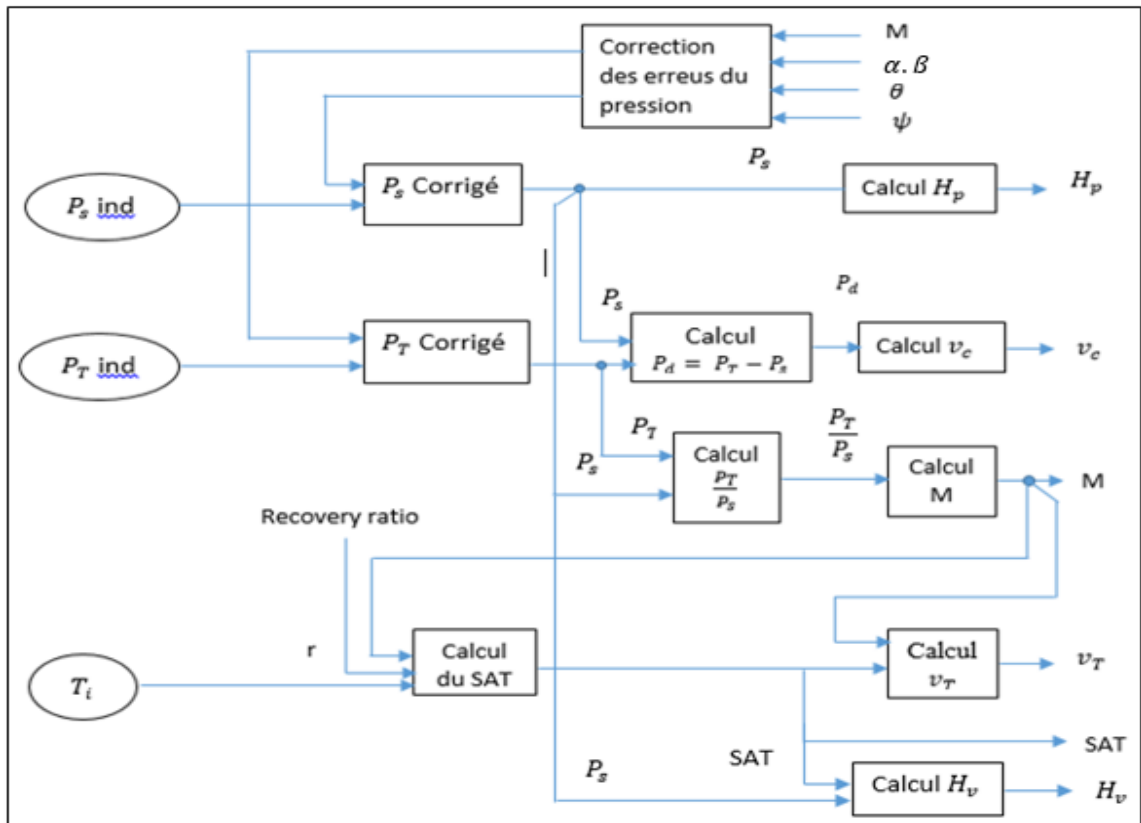 Correction
des erreus du
pression
M
α. ß
θ
ψ
P_s ind
P_s Corrigé
P_s
Calcul H_p
H_p
P_T ind
P_T Corrigé
P_s
Calcul
P_d = P_T − P_s
P_d
Calcul v_c
v_c
P_T
P_s
Calcul
P_T
P_s
P_T
P_s
Calcul
M
M
Recovery ratio
r
T_i
Calcul
du SAT
Calcul
v_T
v_T
SAT
SAT
P_s
Calcul H_v
H_v